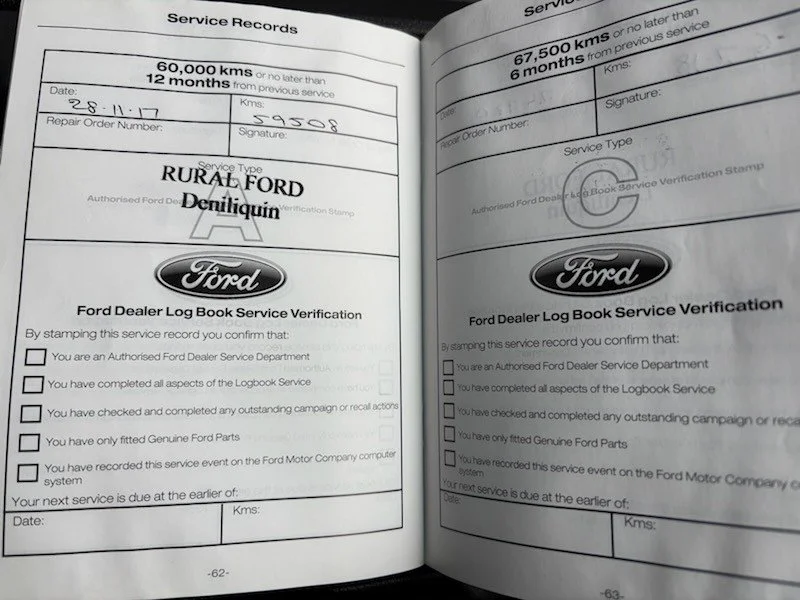 Service Records
60,000 kms or no later than
12 months from previous service
Date:
28.11.17
Kms:
59508
Repair Order Number:
Signature:
Service Type
A
RURAL FORD
Deniliquin
Authorised Ford Dea Verification Stamp
Ford
Ford Dealer Log Book Service Verification
By stamping this service record you confirm that:
You are an Authorised Ford Dealer Service Department
You have completed all aspects of the Logbook Service
You have checked and completed any outstanding campaign or recall actions
You have only fitted Genuine Ford Parts
You have recorded this service event on the Ford Motor Company computer
system
Your next service is due at the earlier of:
Date:
Kms:
-62-
Servic
67,500 kms or no later than
6 months from previous service
Date:
Kms:
Repair Order Number:
Signature:
Service Type
C
Authorised Ford Dealer Log Book Service Verification Stamp
Ford
Ford Dealer Log Book Service Verification
By stamping this service record you confirm that:
You are an Authorised Ford Dealer Service Department
You have completed all aspects of the Logbook Service
You have checked and completed any outstanding campaign or reca
You have only fitted Genuine Ford Parts
You have recorded this service event on the Ford Motor Company c
system
Your next service is due at the earlier of:
Date:
Kms:
-63-